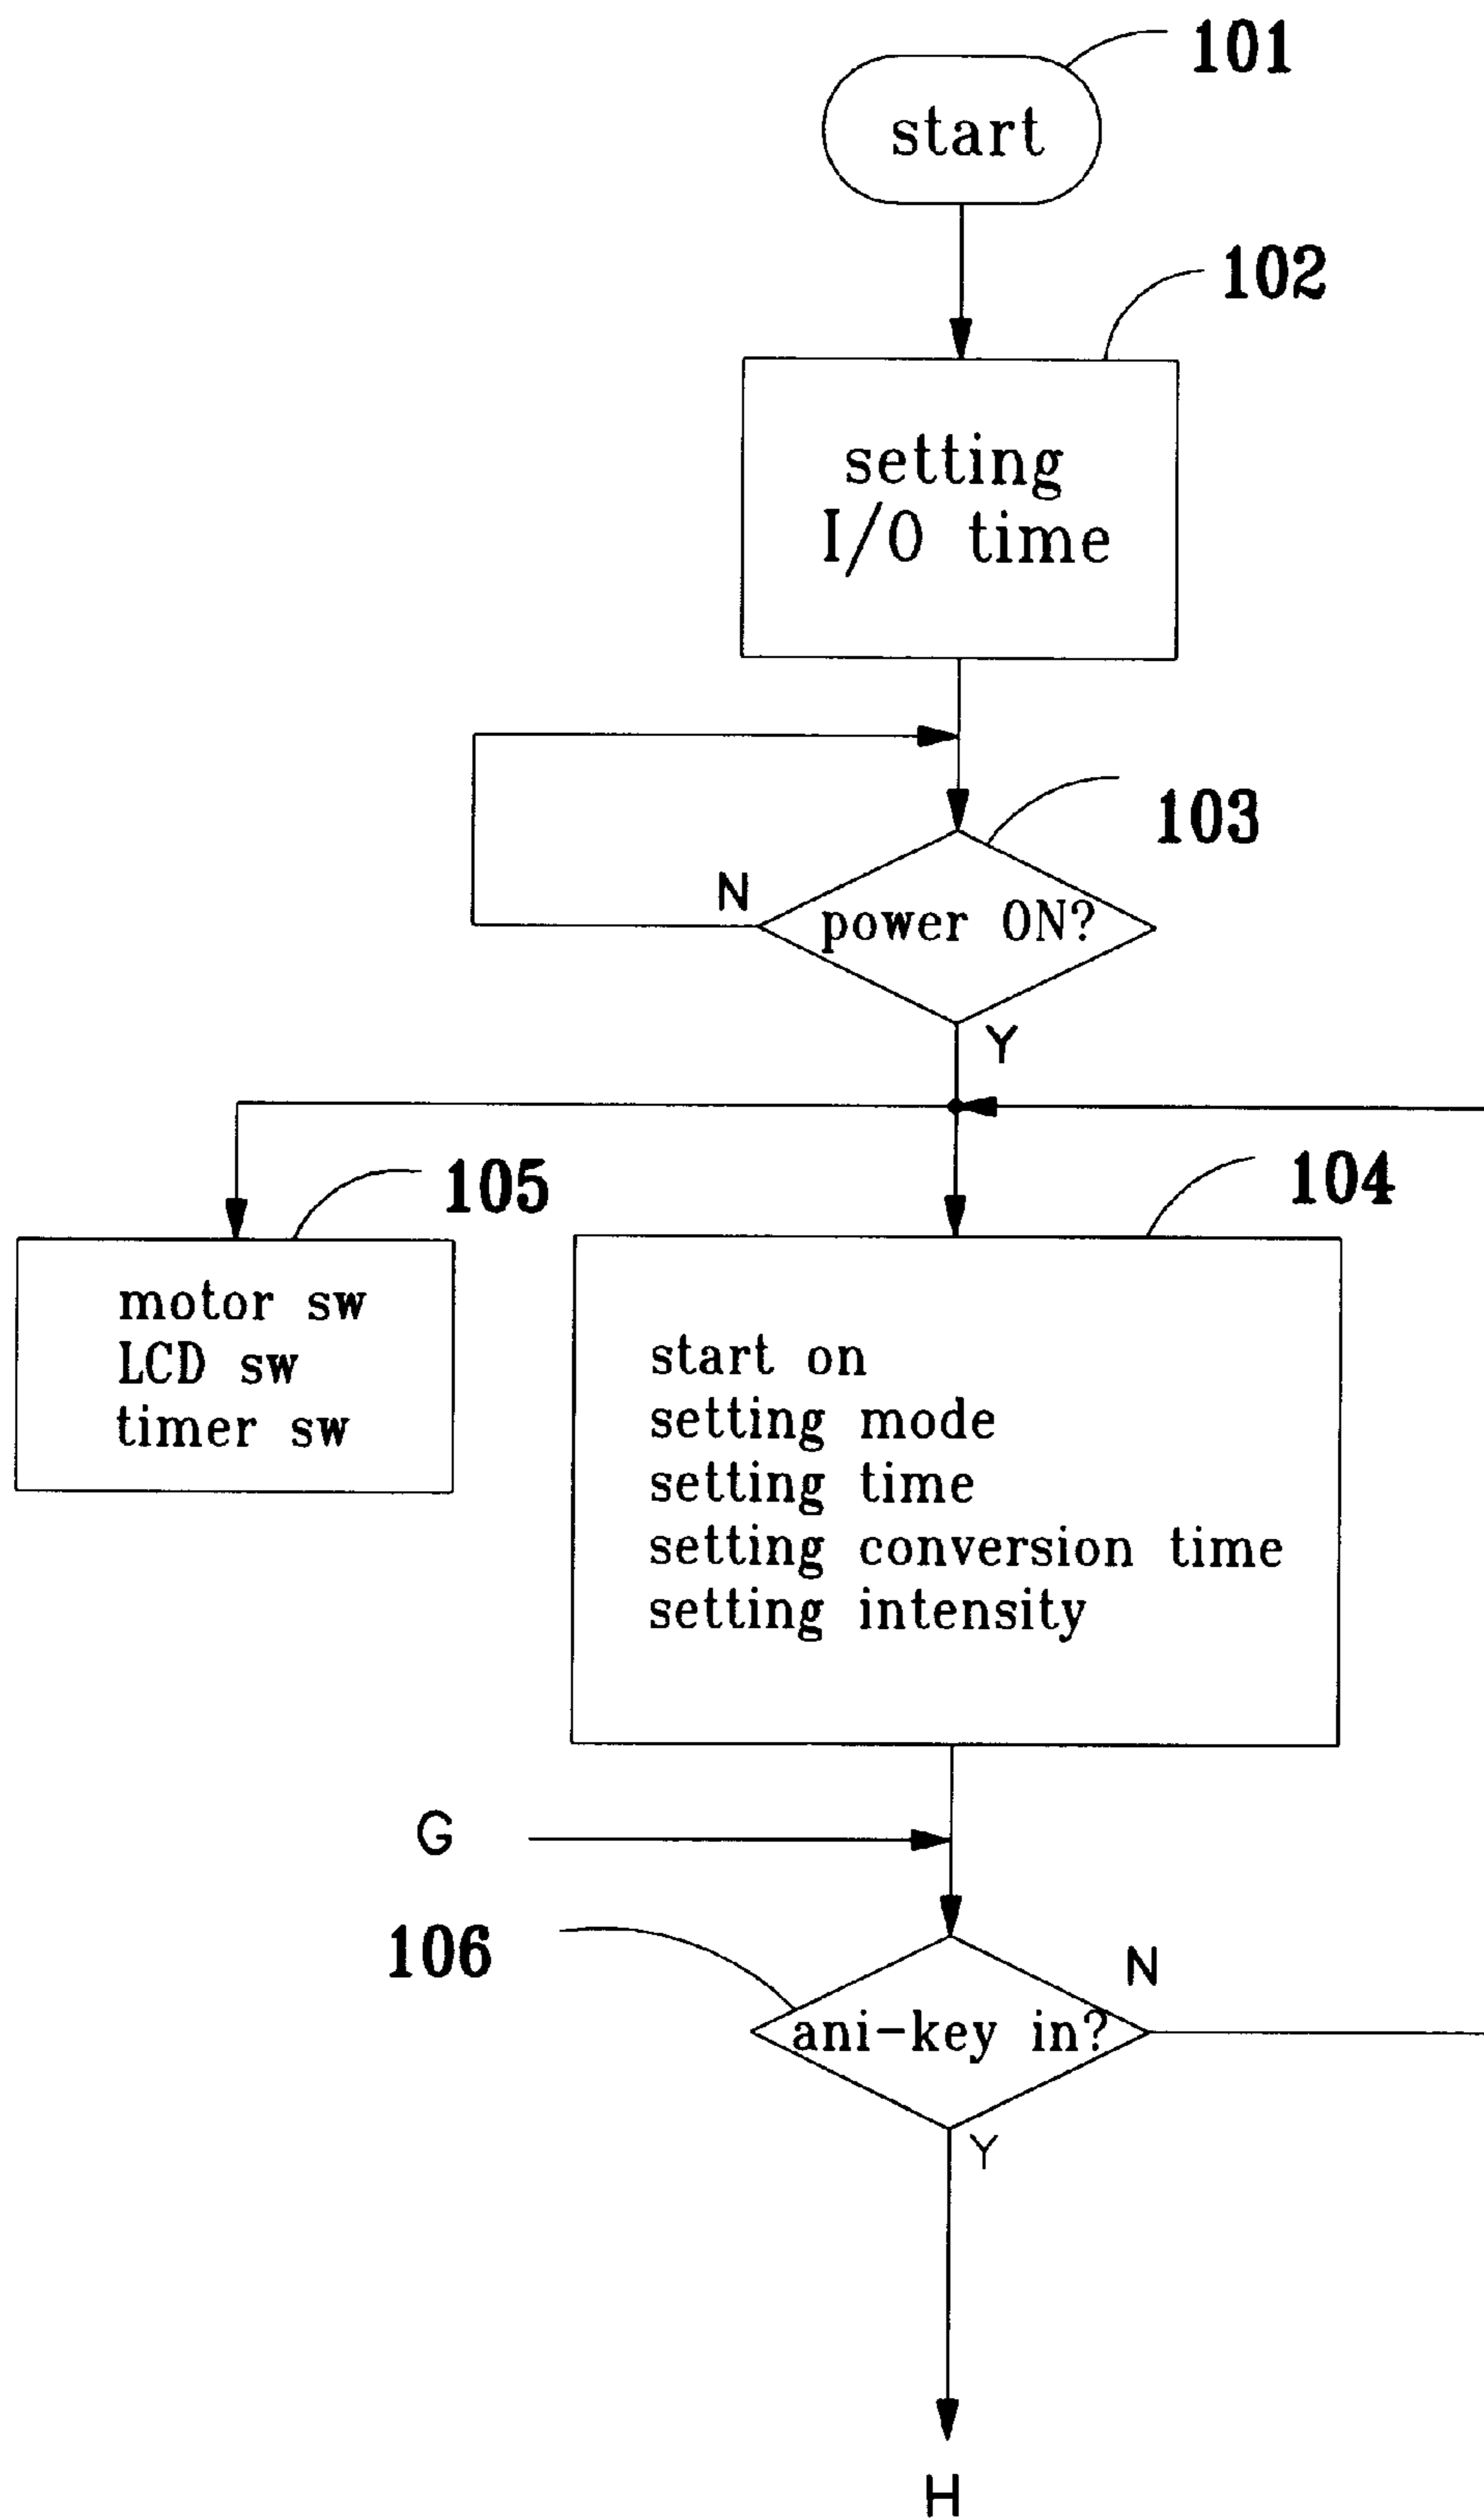 101
start
102
setting
I/O time
103
N
power ON?
Y
105
104
motor sw
LCD sw
timer sw
start on
setting mode
setting time
setting conversion time
setting intensity
G
106
N
ani-key in?
Y
H